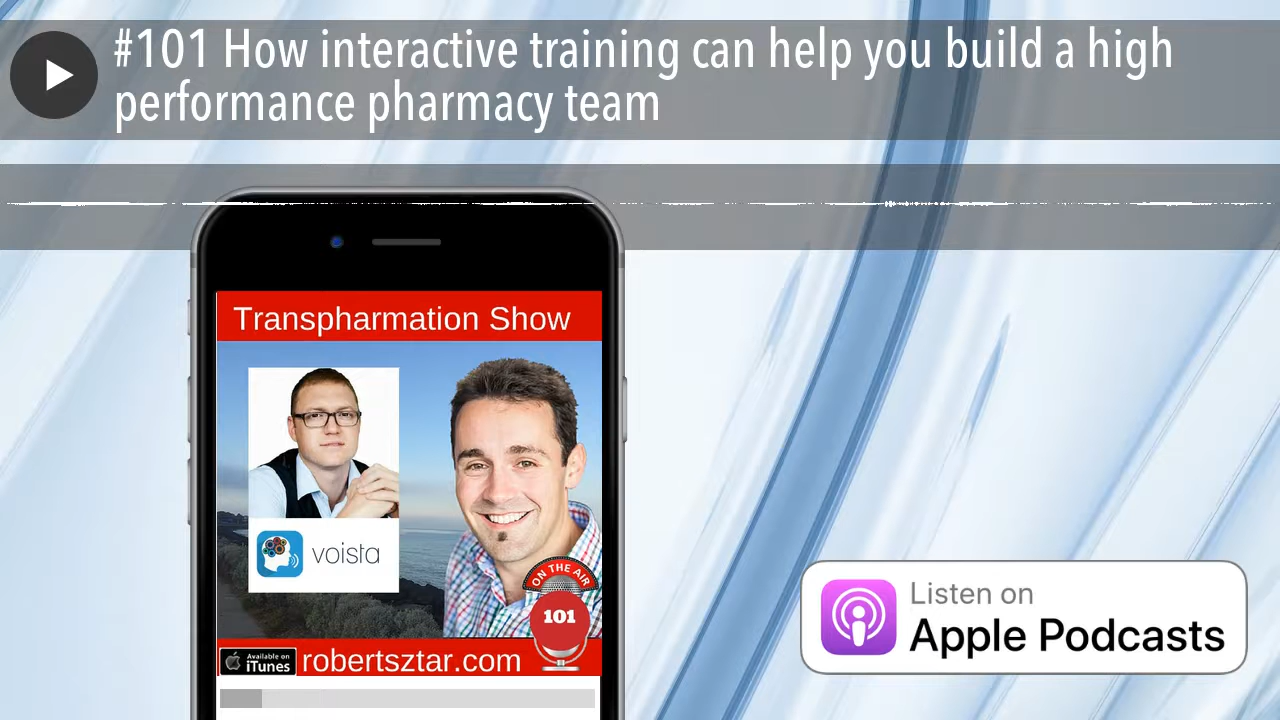 #101 How interactive training can help you build a high
performance pharmacy team
Transpharmation Show
voista
ON THE AIR
101
Available on
iTunes
robertsztar.com
Listen on
Apple Podcasts